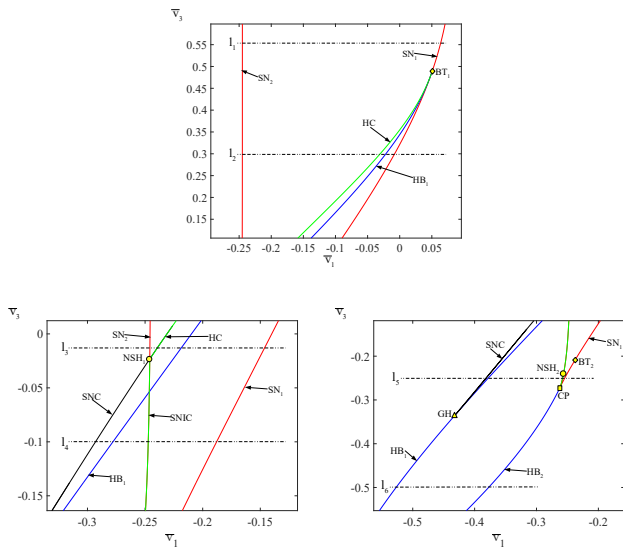 v̅₃
0.55
0.5
0.45
0.4
0.35
0.3
0.25
0.2
0.15
l₁
l₂
SN₁
BT₁
SN₂
HC
HB₁
-0.25 -0.2 -0.15 -0.1 -0.05 0 0.05
v̅₁
v̅₃
0
-0.05
-0.1
-0.15
l₃
l₄
SN₂
HC
NSH₁
SNC
SN₁
SNIC
HB₁
-0.3 -0.25 -0.2 -0.15
v̅₁
v̅₃
-0.2
-0.3
-0.4
-0.5
l₅
l₆
SNC
SN₁
NSH₂
BT₂
CP
GH
HB₁
HB₂
-0.5 -0.4 -0.3 -0.2
v̅₁